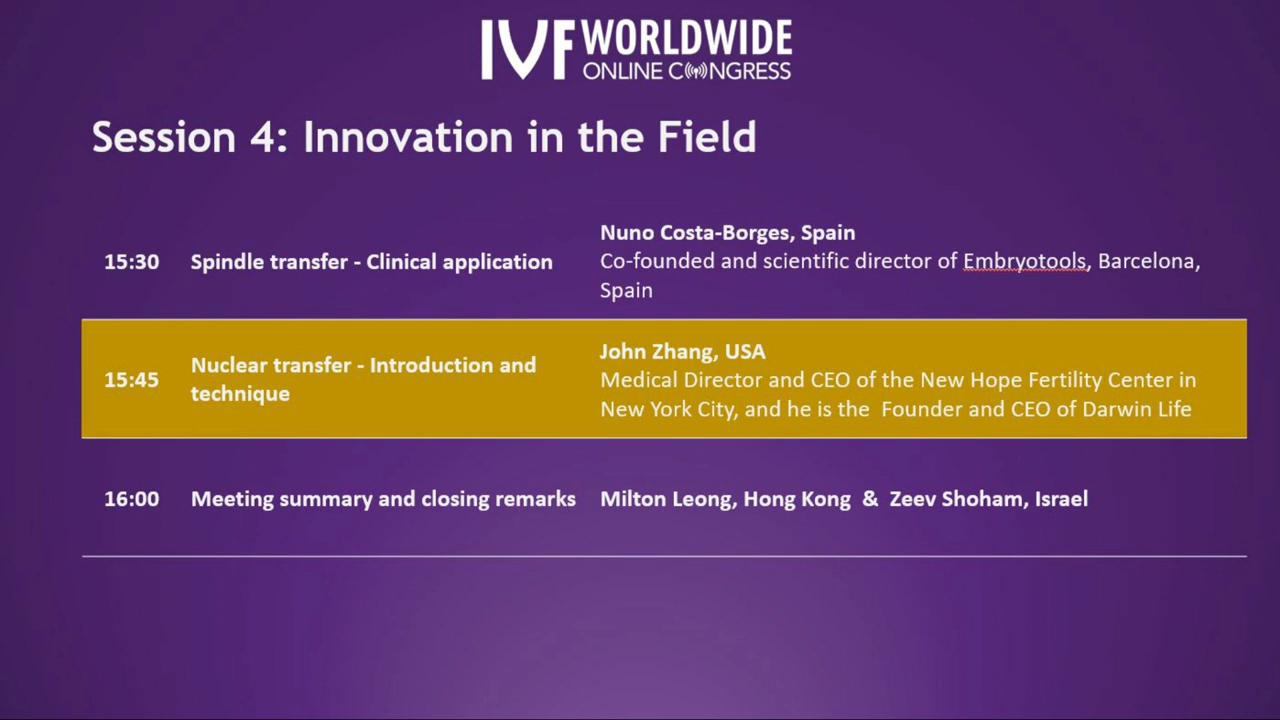 IVF WORLDWIDE
ONLINE CONGRESS
Session 4: Innovation in the Field
15:30
Spindle transfer - Clinical application
Nuno Costa-Borges, Spain
Co-founded and scientific director of Embryotools, Barcelona,
Spain
15:45
Nuclear transfer - Introduction and
technique
John Zhang, USA
Medical Director and CEO of the New Hope Fertility Center in
New York City, and he is the Founder and CEO of Darwin Life
16:00
Meeting summary and closing remarks
Milton Leong, Hong Kong & Zeev Shoham, Israel